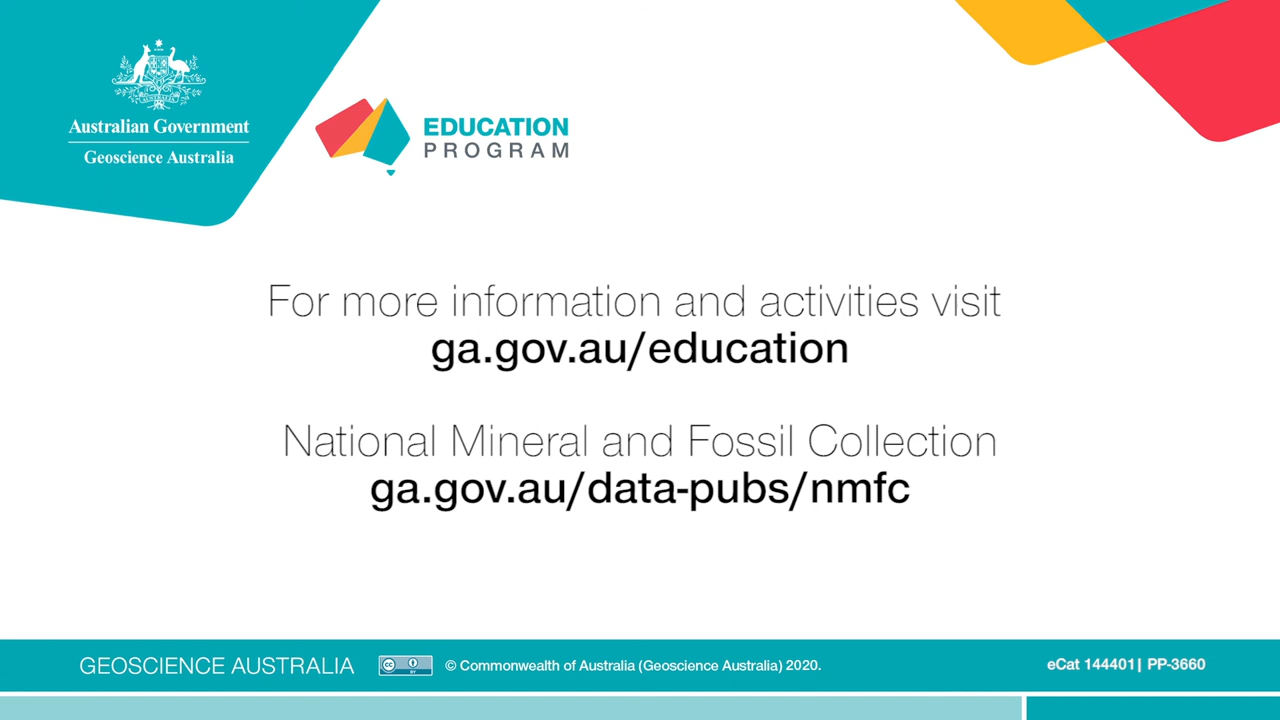 Australian Government
Geoscience Australia
EDUCATION
PROGRAM
For more information and activities visit
ga.gov.au/education
National Mineral and Fossil Collection
ga.gov.au/data-pubs/nmfc
GEOSCIENCE AUSTRALIA
cc BY
© Commonwealth of Australia (Geoscience Australia) 2020.
eCat 144401| PP-3660